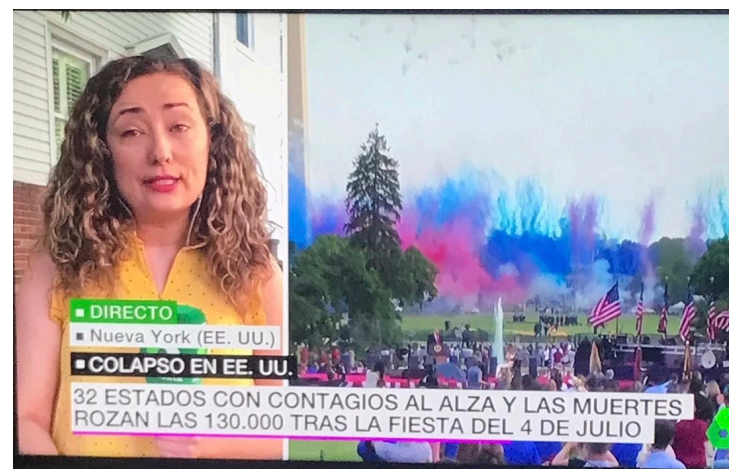 DIRECTO
Nueva York (EE. UU.)
COLAPSO EN EE. UU.
32 ESTADOS CON CONTAGIOS AL ALZA Y LAS MUERTES
ROZAN LAS 130.000 TRAS LA FIESTA DEL 4 DE JULIO